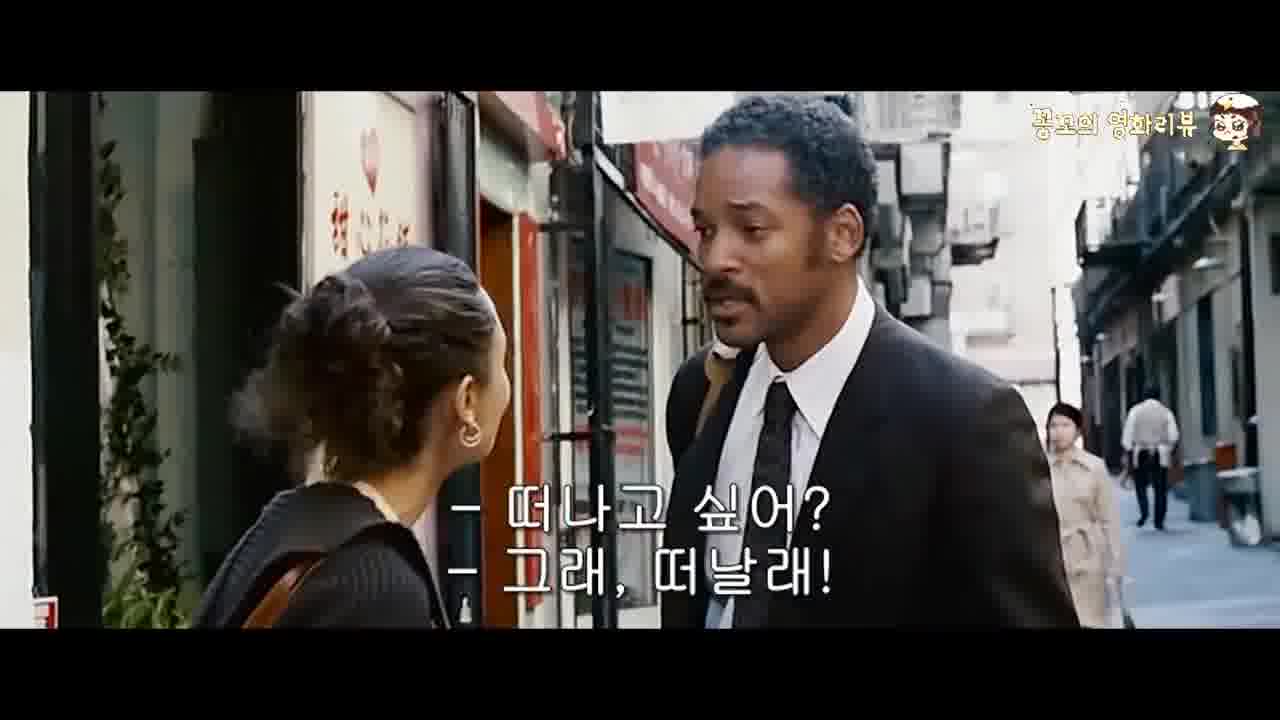 꽁꼬의 영화리뷰
- 떠나고 싶어?
- 그래, 떠날래!